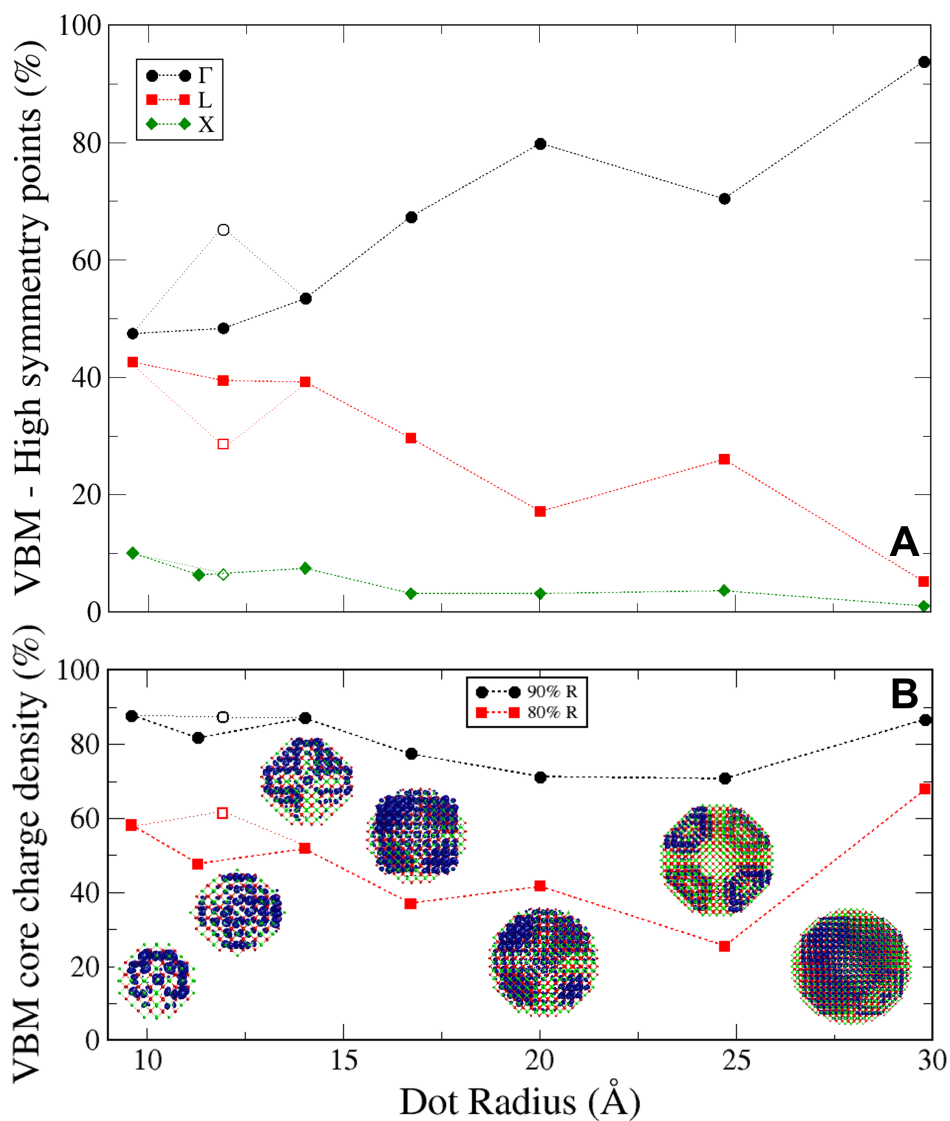 VBM - High symmentry points (%)
100
80
60
40
20
0
Γ
L
X
A
VBM core charge density (%)
100
80
60
40
20
0
90% R
80% R
B
10 15 20 25 30
Dot Radius (Å)